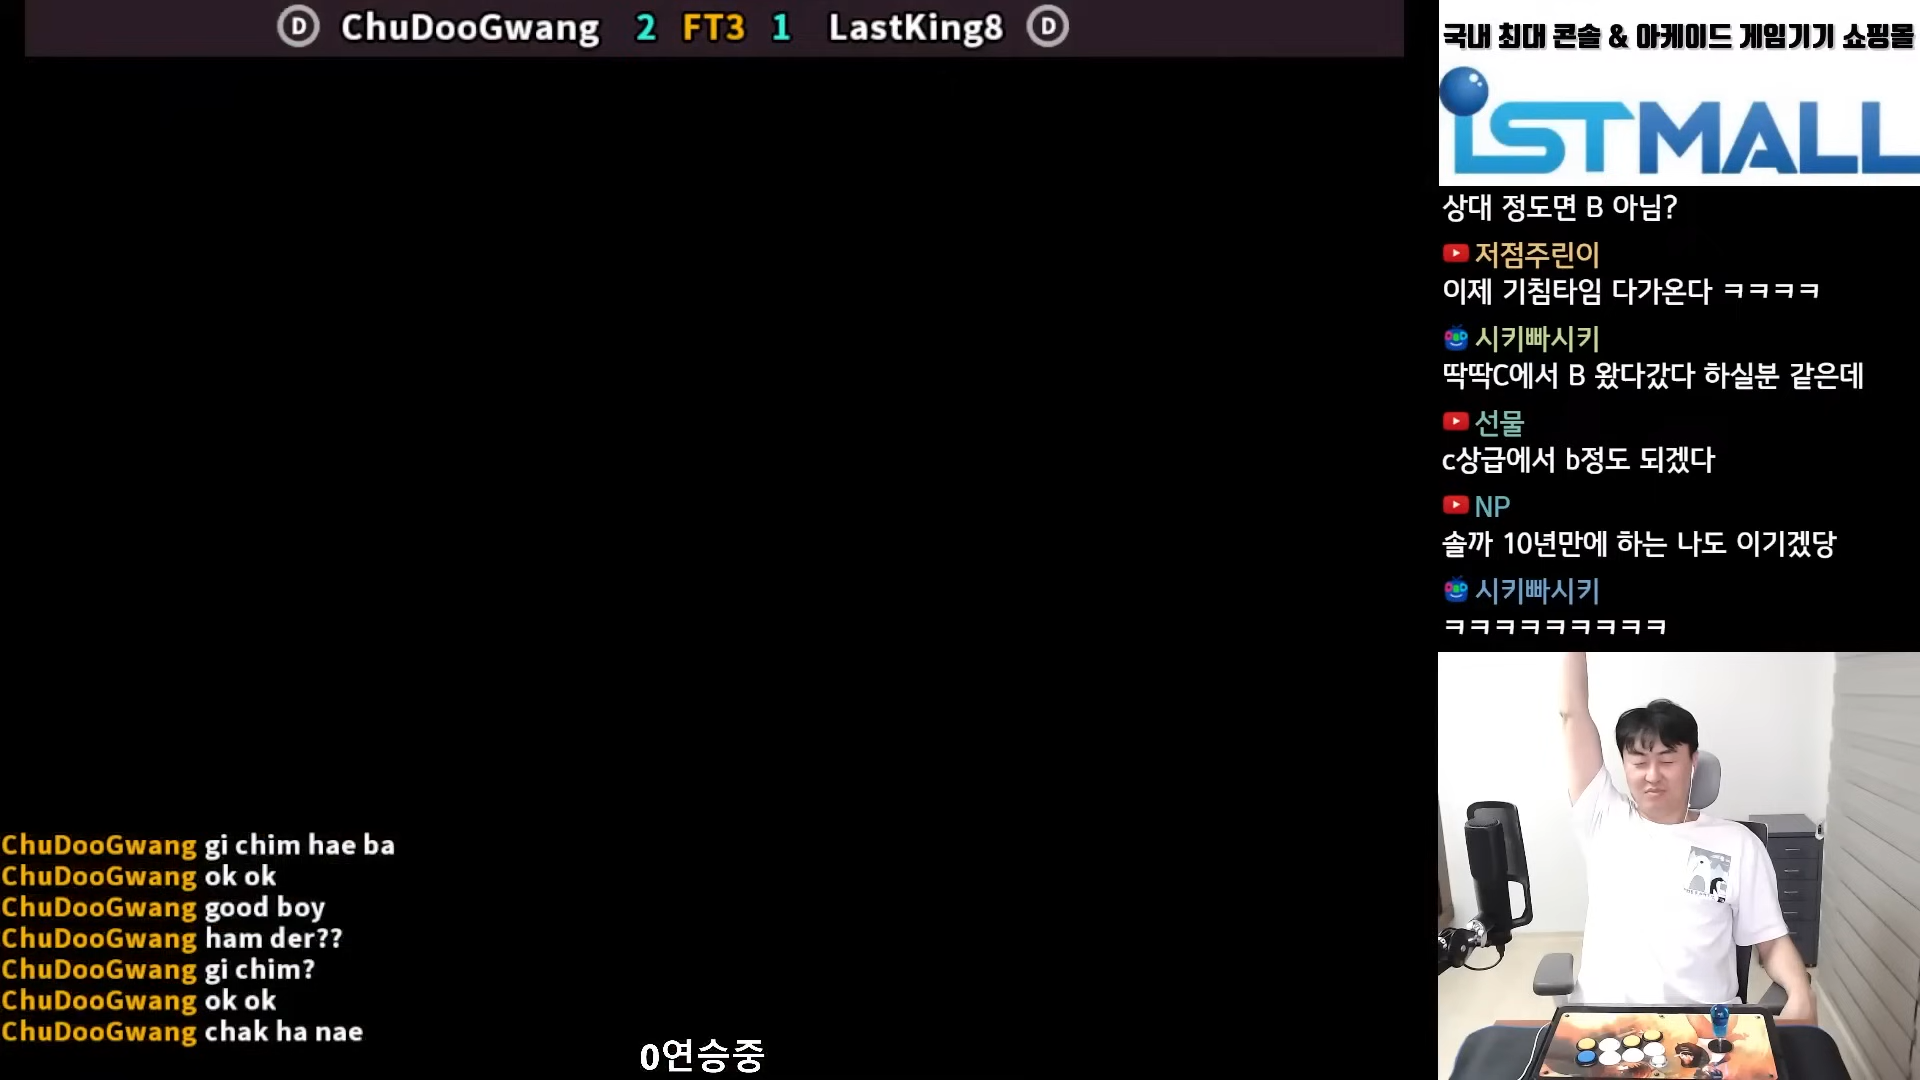 D ChuDooGwang 2 FT3 1 LastKing8 D
국내 최대 콘솔 & 아케이드 게임기기 쇼핑몰
iSTMALL
상대 정도면 B 아님?
저점주린이
이제 기침타임 다가온다 ㅋㅋㅋㅋ
시키빠시키
딱딱C에서 B 왔다갔다 하실분 같은데
선물
c상급에서 b정도 되겠다
NP
솔까 10년만에 하는 나도 이기겠당
시키빠시키
ㅋㅋㅋㅋㅋㅋㅋㅋㅋ
ChuDooGwang gi chim hae ba
ChuDooGwang ok ok
ChuDooGwang good boy
ChuDooGwang ham der??
ChuDooGwang gi chim?
ChuDooGwang ok ok
ChuDooGwang chak ha nae
0연승중